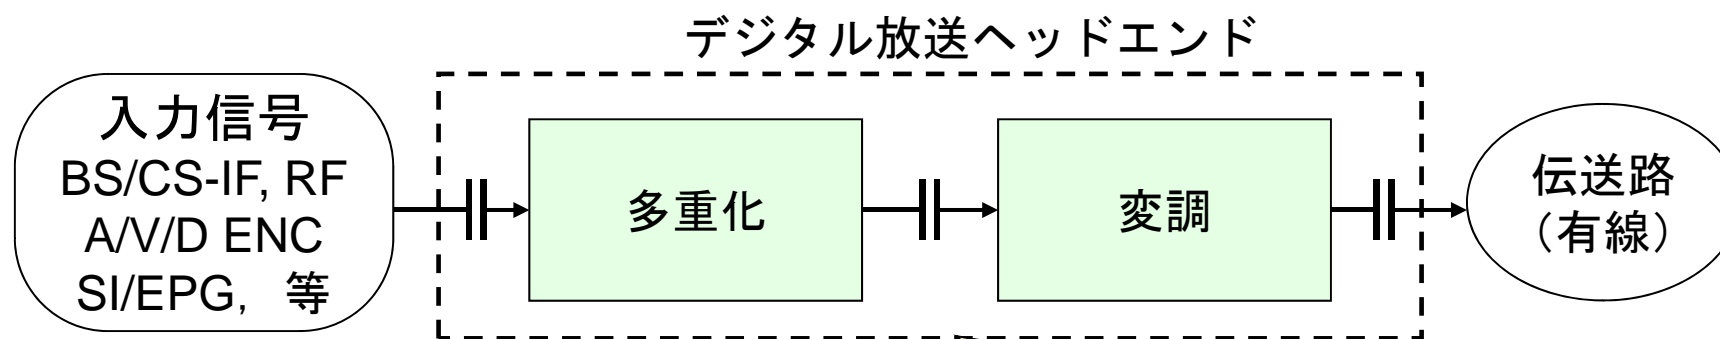 デジタル放送ヘッドエンド
入力信号
BS/CS-IF, RF
A/V/D ENC
SI/EPG, 等
多重化
変調
伝送路
（有線）